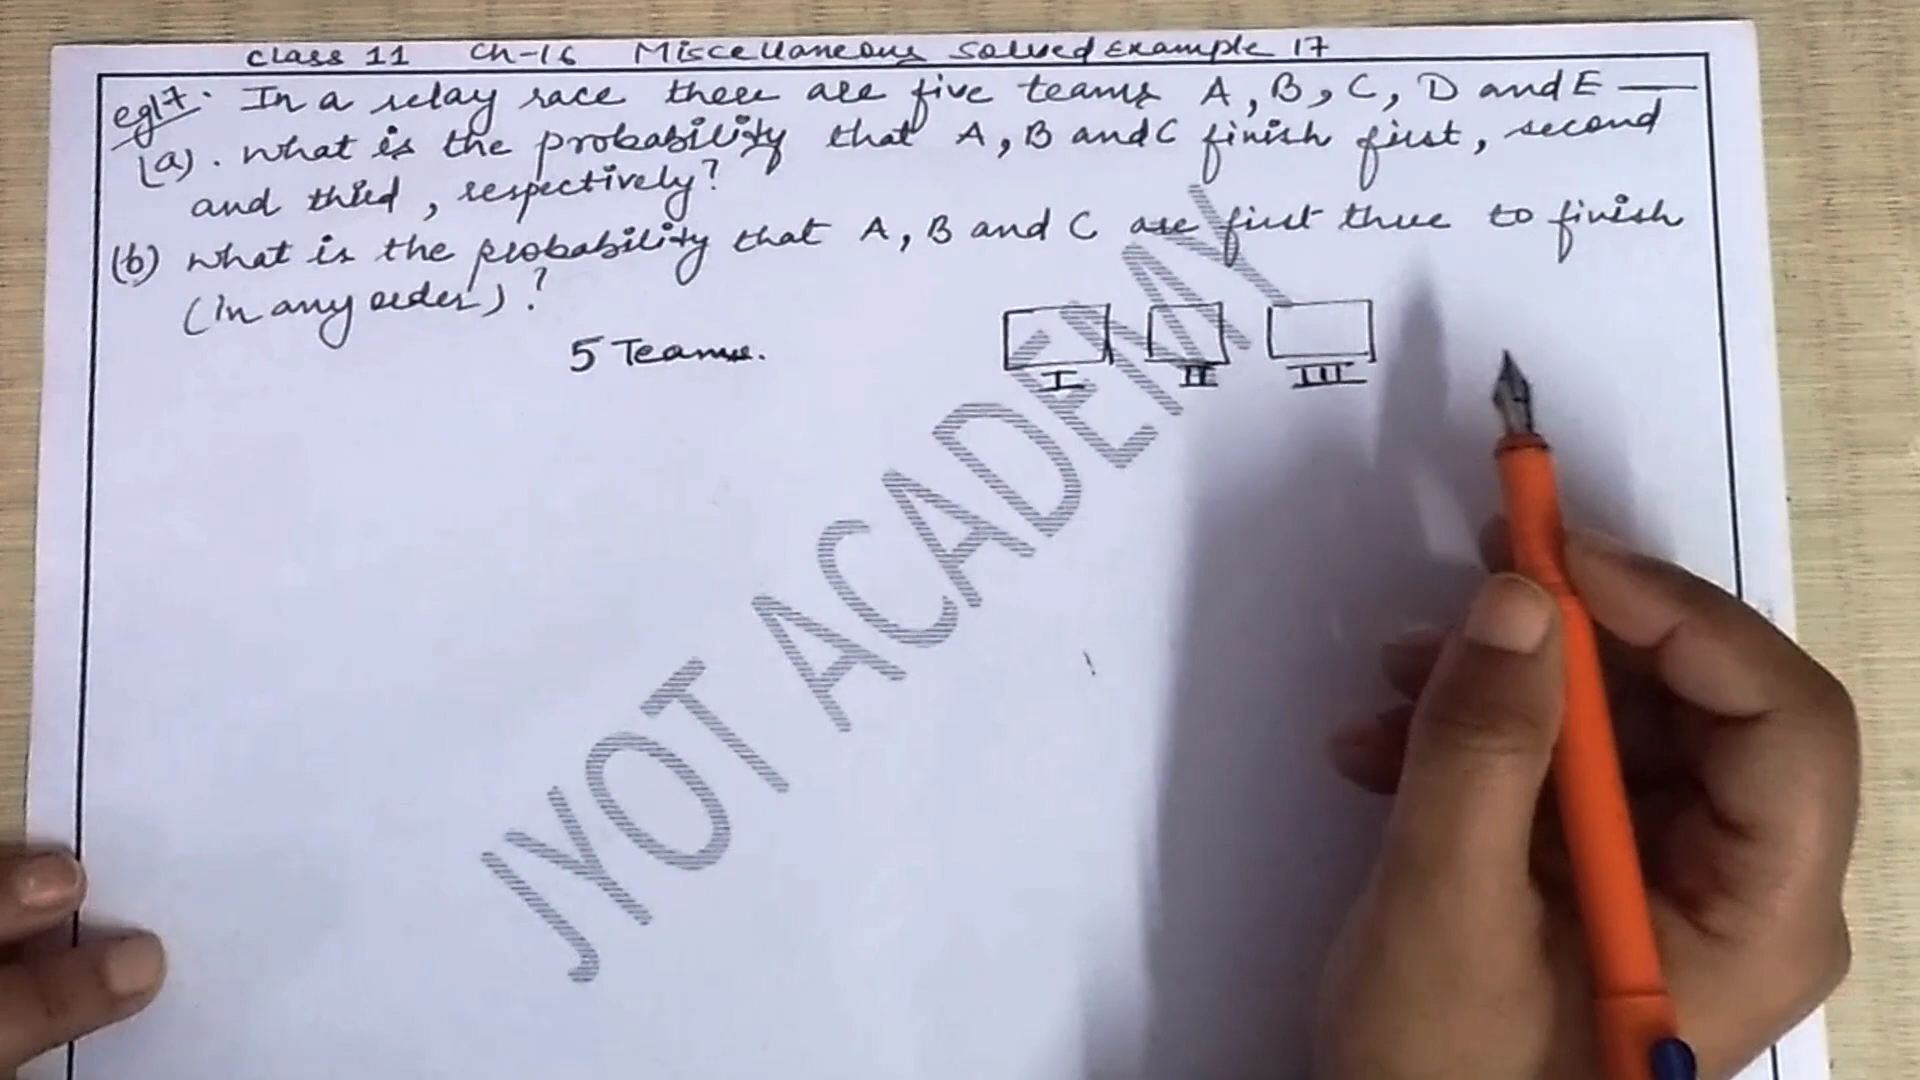 Class 11 Ch-16 Miscellaneous Solved Example 17
eg17. In a relay race there are five teams A, B, C, D and E —
(a). What is the probability that A, B and C finish first, second
and third, respectively?
(b) What is the probability that A, B and C are first three to finish
(in any order)?
5 Teams.
I II III
JYOT ACADEMY